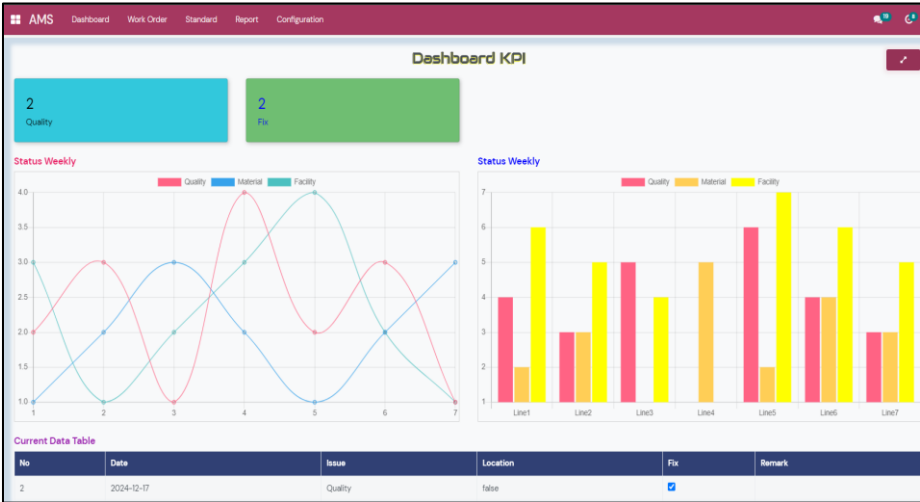 AMS Dashboard Work Order Standard Report Configuration
Dashboard KPI
2
Quality
2
Fix
Status Weekly
Quality Material Facility
4.0
3.5
3.0
2.5
2.0
1.5
1.0
1 2 3 4 5 6 7
Status Weekly
Quality Material Facility
7
6
5
4
3
2
1
Line1 Line2 Line3 Line4 Line5 Line6 Line7
Current Data Table
No Date Issue Location Fix Remark
2 2024-12-17 Quality false